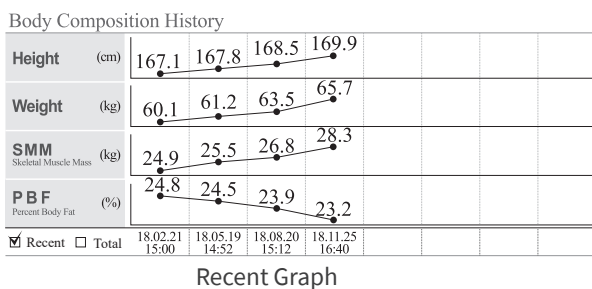 Body Composition History
Height (cm) 167.1 167.8 168.5 169.9
Weight (kg) 60.1 61.2 63.5 65.7
SMM
Skeletal Muscle Mass (kg) 24.9 25.5 26.8 28.3
PBF
Percent Body Fat (%) 24.8 24.5 23.9 23.2
Recent Total 18.02.21 18.05.19 18.08.20 18.11.25
15:00 14:52 15:12 16:40
Recent Graph